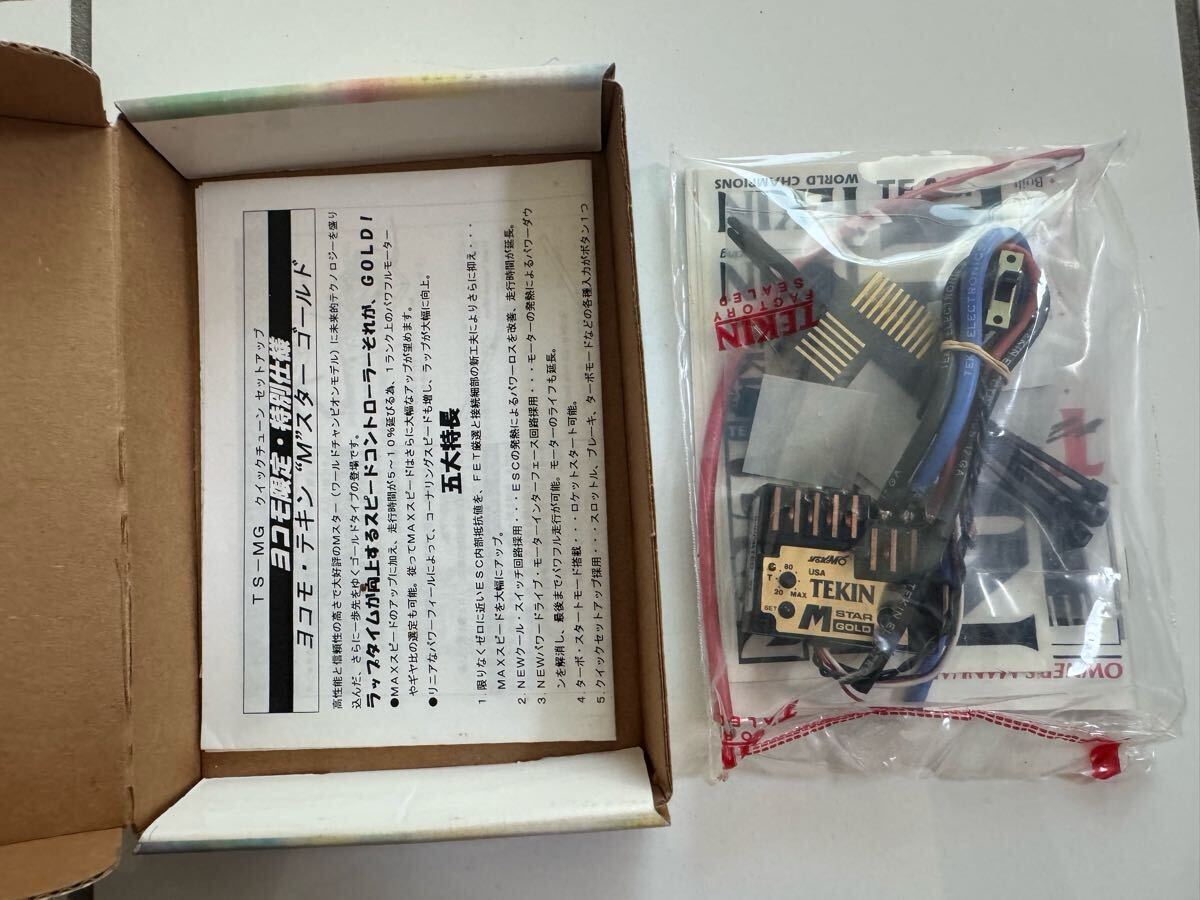 TS-MG クイックチューン セットアップ
ヨコモ限定・特別仕様
ヨコモ・テキン“M”スター ゴールド
高性能と信頼性の高さで大好評のMスター（ワールドチャンピオンモデル）に未来的テクノロジーを盛り
込んだ、さらに一歩先をゆくゴールドタイプの登場です。
ラップタイムが向上するスピードコントローラーそれが、GOLD！
●MAXスピードのアップに加え、走行時間が5～10％延びる為、1ランク上のパワフルモーター
やギヤ比の選定も可能。従ってMAXスピードはさらに大幅なアップが望めます。
●リニアなパワーフィールによって、コーナリングスピードも増し、ラップが大幅に向上。
五大特長
1．限りなくゼロに近いESC内部抵抗値を、FET厳選と接続細部の新工夫によりさらに抑え・・・
MAXスピードを大幅にアップ。
2．NEWクール・スイッチ回路採用・・・ESCの発熱によるパワーロスを改善、走行時間が延長。
3．NEWパワードライブ、モーターインターフェース回路採用・・・モーターの発熱によるパワーダウ
ンを解消し、最後までパワフル走行が可能。モーターのライフも延長。
4．ターボ・スタートモード搭載・・・ロケットスタート可能。
5．クイックセットアップ採用・・・スロットル、ブレーキ、ターボモードなどの各種入力がボタン1つ
Built
WORLD CHAMPIONS
TEKIN
FACTORY
SEALED
TEKIN ELECTRONICS
12GA
YOKOMO
USA
T
80
20
MAX
SET
TEKIN
M STAR
GOLD
OWNER'S MANUAL